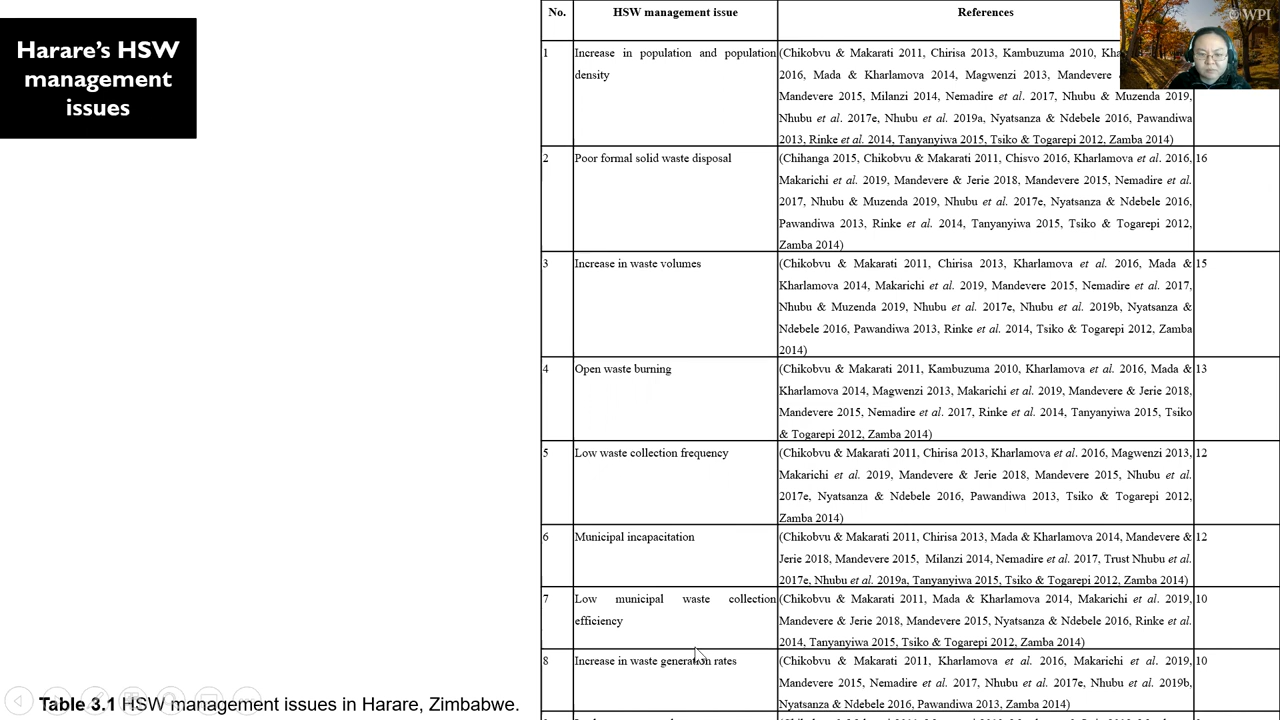 Harare's HSW
management
issues
No. HSW management issue References
1 Increase in population and population density
(Chikobvu & Makarati 2011, Chirisa 2013, Kambuzuma 2010,
2016, Mada & Kharlamova 2014, Magwenzi 2013, Mandevere
Mandevere 2015, Milanzi 2014, Nemadire et al. 2017, Nhubu & Muzenda 2019,
Nhubu et al. 2017e, Nhubu et al. 2019a, Nyatsanza & Ndebele 2016, Pawandiwa
2013, Rinke et al. 2014, Tanyanyiwa 2015, Tsiko & Togarepi 2012, Zamba 2014)
2 Poor formal solid waste disposal
(Chihanga 2015, Chikobvu & Makarati 2011, Chisvo 2016, Kharlamova et al. 2016, 16
Makarichi et al. 2019, Mandevere & Jerie 2018, Mandevere 2015, Nemadire et al.
2017, Nhubu & Muzenda 2019, Nhubu et al. 2017e, Nyatsanza & Ndebele 2016,
Pawandiwa 2013, Rinke et al. 2014, Tanyanyiwa 2015, Tsiko & Togarepi 2012,
Zamba 2014)
3 Increase in waste volumes
(Chikobvu & Makarati 2011, Chirisa 2013, Kharlamova et al. 2016, Mada & 15
Kharlamova 2014, Makarichi et al. 2019, Mandevere 2015, Nemadire et al. 2017,
Nhubu & Muzenda 2019, Nhubu et al. 2017e, Nhubu et al. 2019b, Nyatsanza &
Ndebele 2016, Pawandiwa 2013, Rinke et al. 2014, Tsiko & Togarepi 2012, Zamba
2014)
4 Open waste burning
(Chikobvu & Makarati 2011, Kambuzuma 2010, Kharlamova et al. 2016, Mada & 13
Kharlamova 2014, Magwenzi 2013, Makarichi et al. 2019, Mandevere & Jerie 2018,
Mandevere 2015, Nemadire et al. 2017, Rinke et al. 2014, Tanyanyiwa 2015, Tsiko
& Togarepi 2012, Zamba 2014)
5 Low waste collection frequency
(Chikobvu & Makarati 2011, Chirisa 2013, Kharlamova et al. 2016, Magwenzi 2013, 12
Makarichi et al. 2019, Mandevere & Jerie 2018, Mandevere 2015, Nhubu et al.
2017e, Nyatsanza & Ndebele 2016, Pawandiwa 2013, Tsiko & Togarepi 2012,
Zamba 2014)
6 Municipal incapacitation
(Chikobvu & Makarati 2011, Chirisa 2013, Mada & Kharlamova 2014, Mandevere & 12
Jerie 2018, Mandevere 2015, Milanzi 2014, Nemadire et al. 2017, Trust Nhubu et al.
2017e, Nhubu et al. 2019a, Tanyanyiwa 2015, Tsiko & Togarepi 2012, Zamba 2014)
7 Low municipal waste collection efficiency
(Chikobvu & Makarati 2011, Mada & Kharlamova 2014, Makarichi et al. 2019, 10
Mandevere & Jerie 2018, Mandevere 2015, Nyatsanza & Ndebele 2016, Rinke et al.
2014, Tanyanyiwa 2015, Tsiko & Togarepi 2012, Zamba 2014)
8 Increase in waste generation rates
(Chikobvu & Makarati 2011, Kharlamova et al. 2016, Makarichi et al. 2019, 10
Mandevere 2015, Nemadire et al. 2017, Nhubu et al. 2017e, Nhubu et al. 2019b,
Nyatsanza & Ndebele 2016, Pawandiwa 2013, Zamba 2014)
Table 3.1 HSW management issues in Harare, Zimbabwe.
© WPI